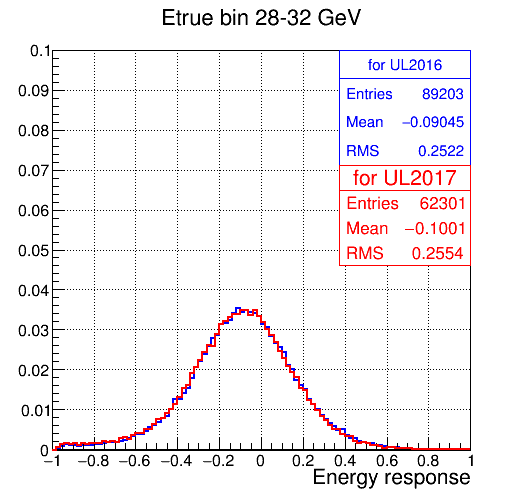 Etrue bin 28-32 GeV
for UL2016
Entries 89203
Mean −0.09045
RMS 0.2522
for UL2017
Entries 62301
Mean −0.1001
RMS 0.2554
0.1
0.09
0.08
0.07
0.06
0.05
0.04
0.03
0.02
0.01
0
−1 −0.8 −0.6 −0.4 −0.2 0 0.2 0.4 0.6 0.8 1
Energy response